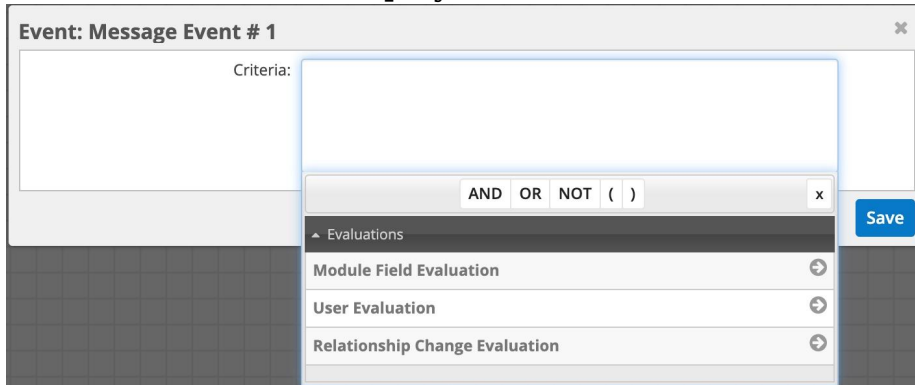 Event: Message Event # 1
Criteria:
AND OR NOT ( ) x
Save
Evaluations
Module Field Evaluation
User Evaluation
Relationship Change Evaluation